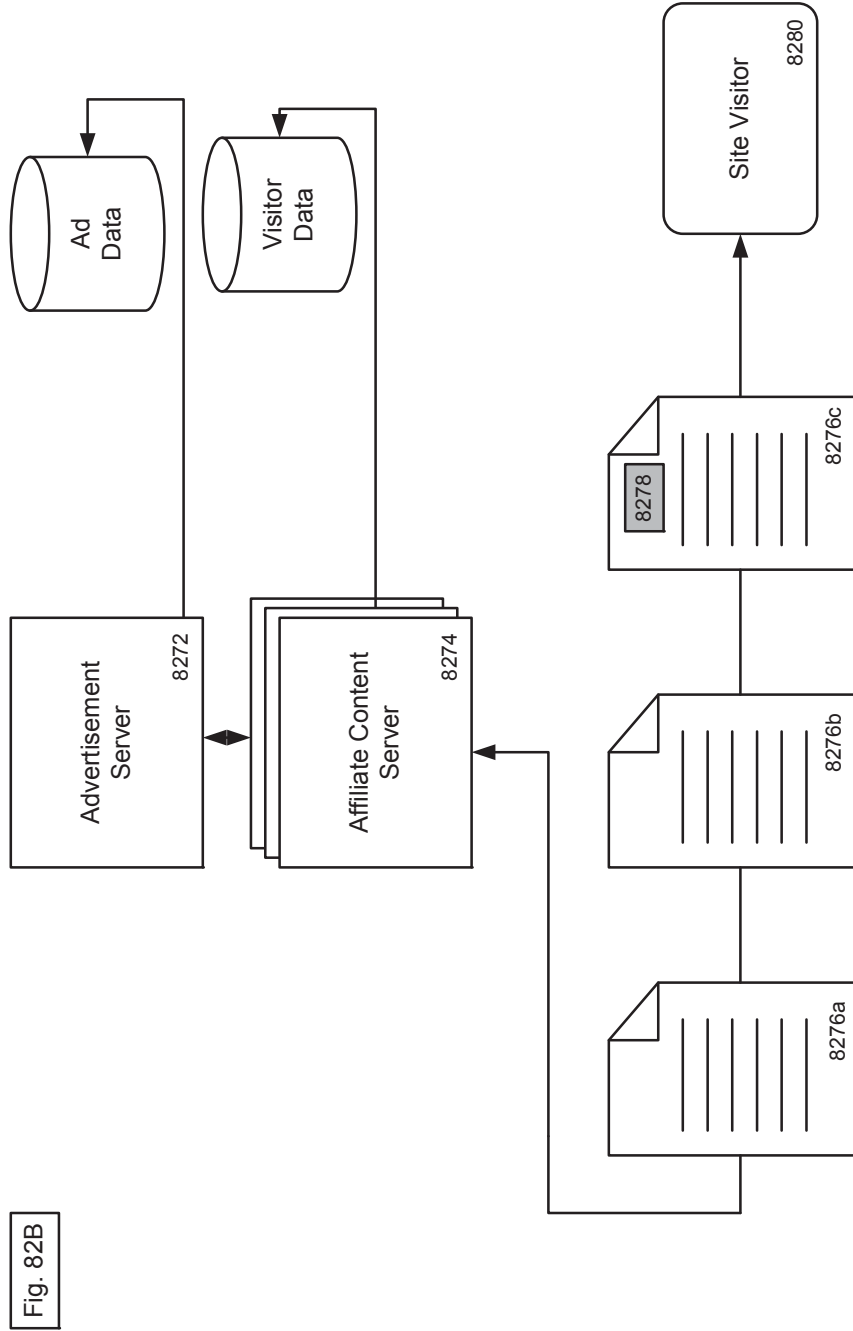 Fig. 82B
Advertisement
Server
8272
Ad
Data
Affiliate Content
Server
8274
Visitor
Data
8276a
8276b
8278
8276c
Site Visitor
8280